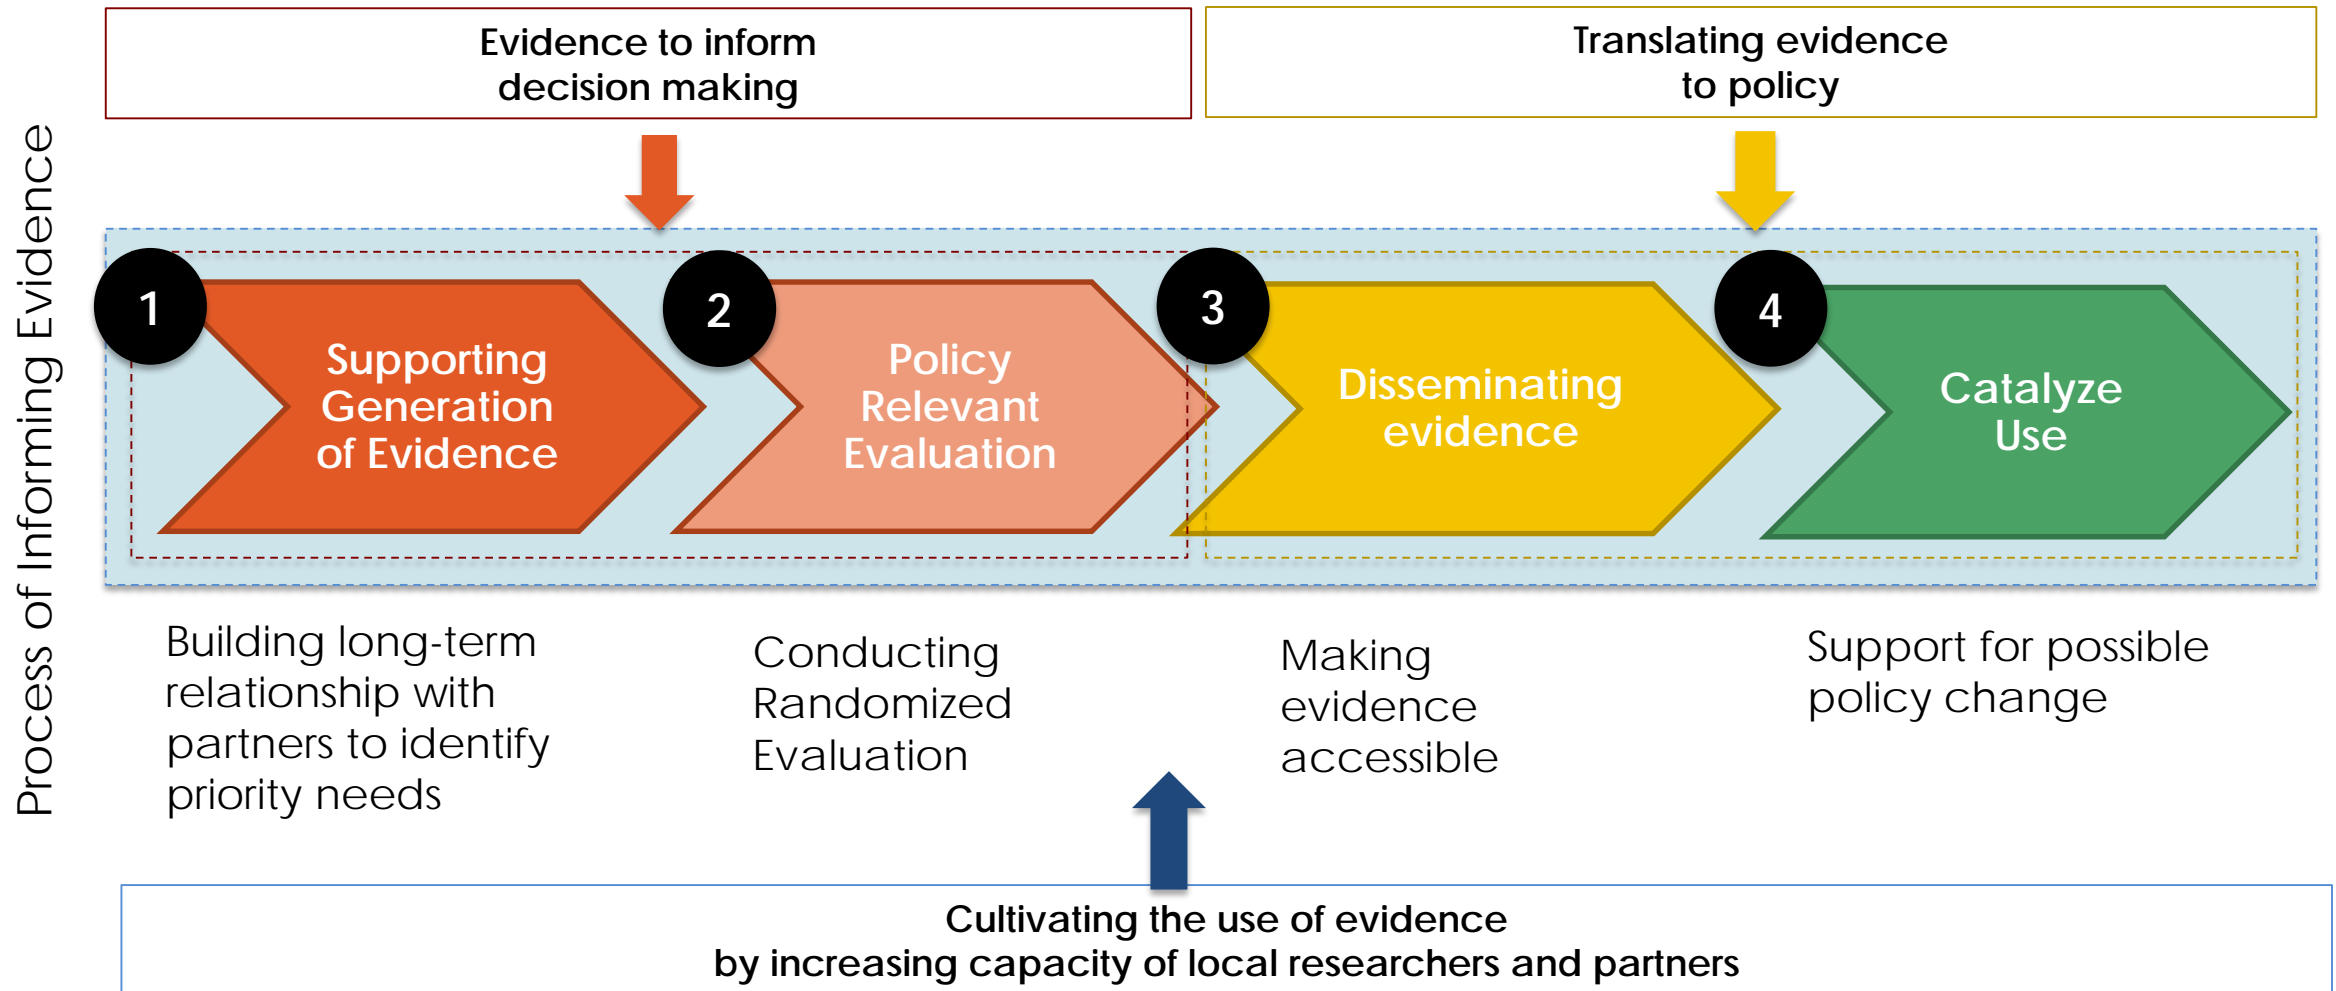 Process of Informing Evidence
Evidence to inform
decision making
Translating evidence
to policy
1
Supporting
Generation
of Evidence
2
Policy
Relevant
Evaluation
3
Disseminating
evidence
4
Catalyze
Use
Building long-term
relationship with
partners to identify
priority needs
Conducting
Randomized
Evaluation
Making
evidence
accessible
Support for possible
policy change
Cultivating the use of evidence
by increasing capacity of local researchers and partners